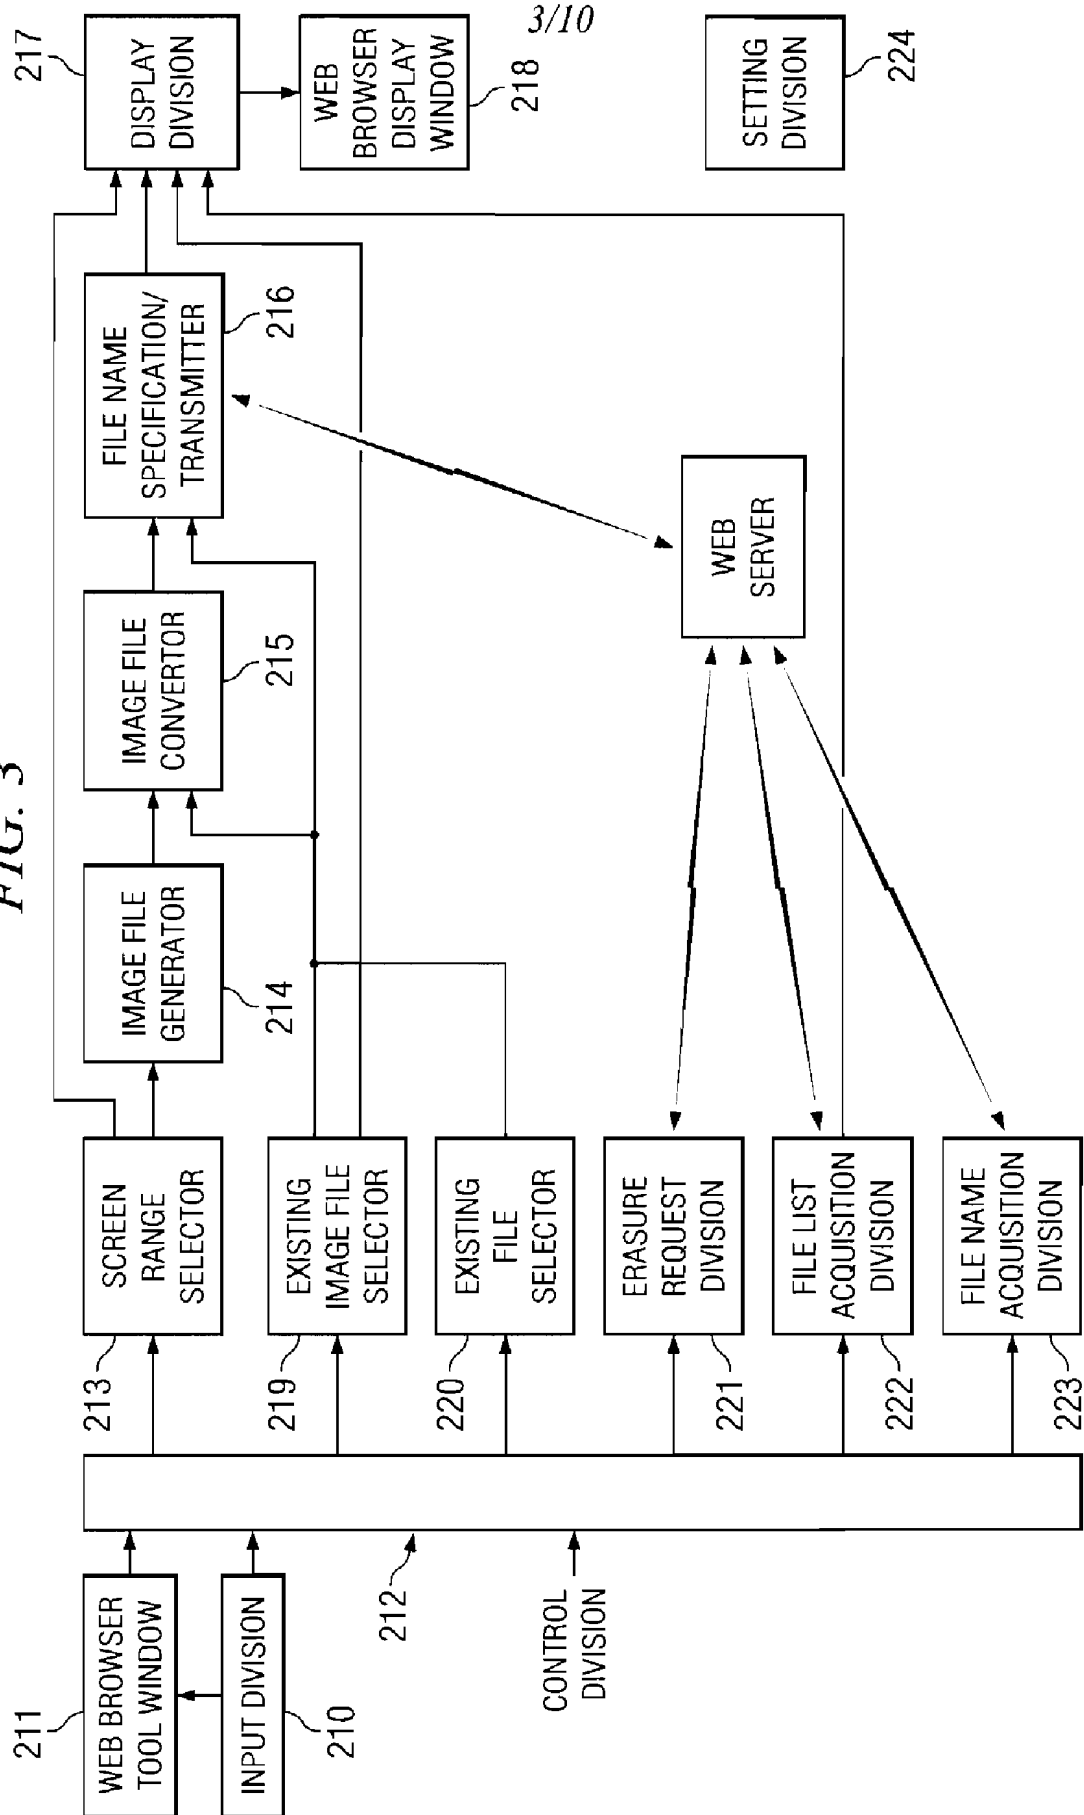 3/10
FIG. 3
211
WEB BROWSER
TOOL WINDOW
INPUT DIVISION
210
212
CONTROL
DIVISION
213
SCREEN
RANGE
SELECTOR
219
EXISTING
IMAGE FILE
SELECTOR
220
EXISTING
FILE
SELECTOR
221
ERASURE
REQUEST
DIVISION
222
FILE LIST
ACQUISITION
DIVISION
223
FILE NAME
ACQUISITION
DIVISION
IMAGE FILE
GENERATOR
214
IMAGE FILE
CONVERTOR
215
FILE NAME
SPECIFICATION/
TRANSMITTER
216
WEB
SERVER
217
DISPLAY
DIVISION
WEB
BROWSER
DISPLAY
WINDOW
218
SETTING
DIVISION
224